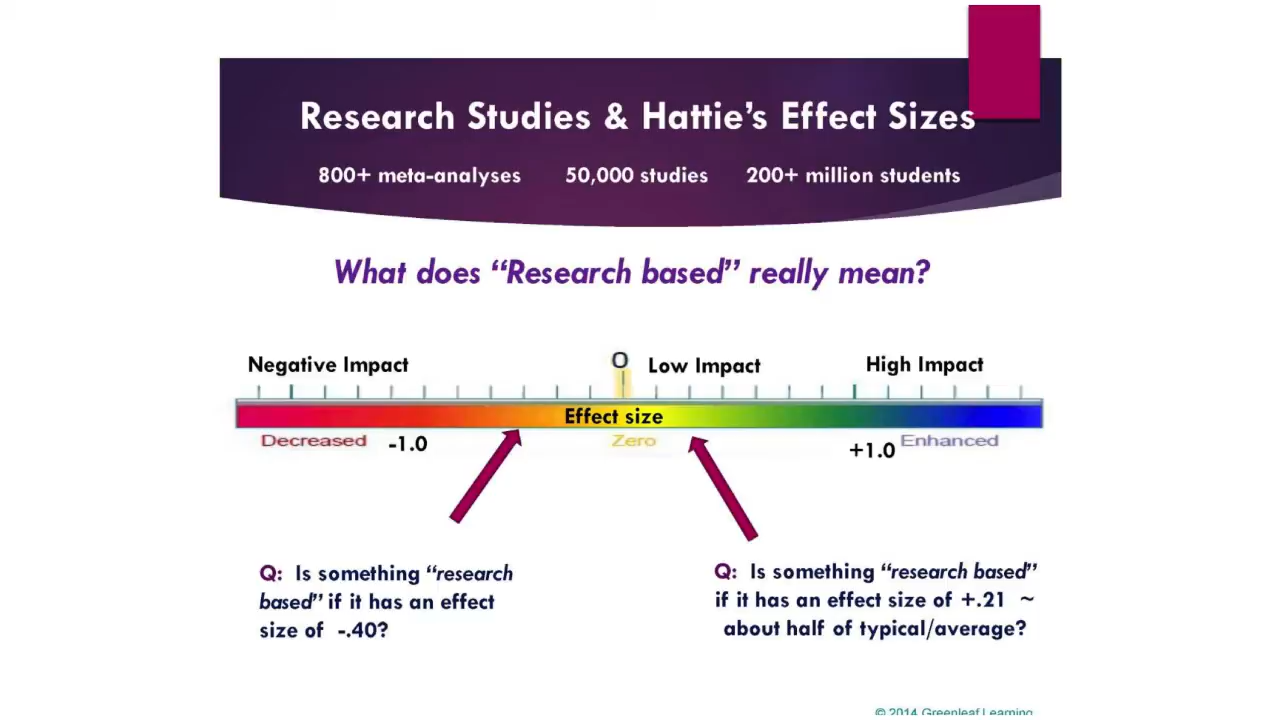 Research Studies & Hattie's Effect Sizes
800+ meta-analyses 50,000 studies 200+ million students
What does “Research based” really mean?
Negative Impact O Low Impact High Impact
Effect size
Decreased -1.0 Zero +1.0 Enhanced
Q: Is something “research
based” if it has an effect
size of -.40?
Q: Is something “research based”
if it has an effect size of +.21 ~
about half of typical/average?
© 2014 Greenleaf Learning